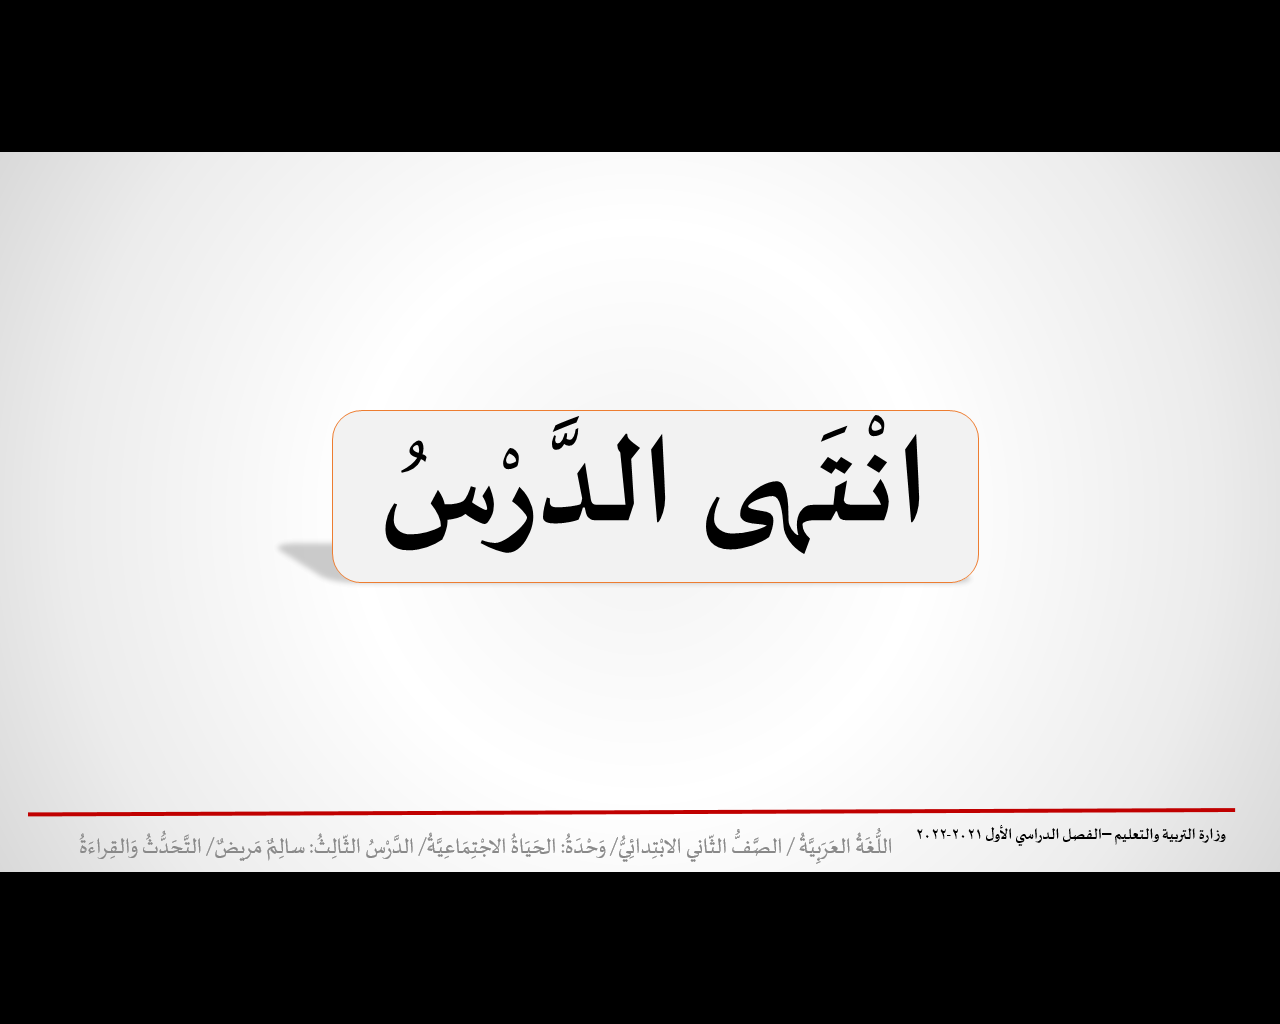 انْتَهى الدَّرْسُ
وزارة التربية والتعليم –الفصل الدراسي الأول ٢٠٢١-٢٠٢٢
اللُّغَةُ العَرَبِيَّةُ / الصَّفُّ الثّاني الابْتِدائِيُّ/ وَحْدَةُ: الحَيَاةُ الاجْتِمَاعِيَّةُ/ الدَّرْسُ الثّالِثُ: سالِمٌ مَريضٌ/ التَّحَدُّثُ وَالقِراءَةُ